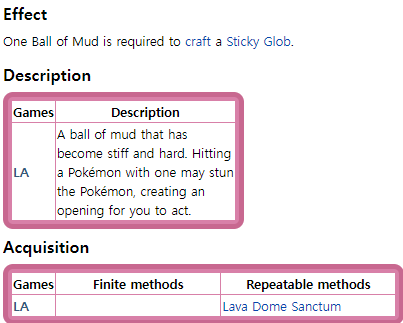 Effect
One Ball of Mud is required to craft a Sticky Glob.
Description
Games Description
A ball of mud that has
become stiff and hard. Hitting
LA a Pokémon with one may stun
the Pokémon, creating an
opening for you to act.
Acquisition
Games Finite methods Repeatable methods
LA Lava Dome Sanctum